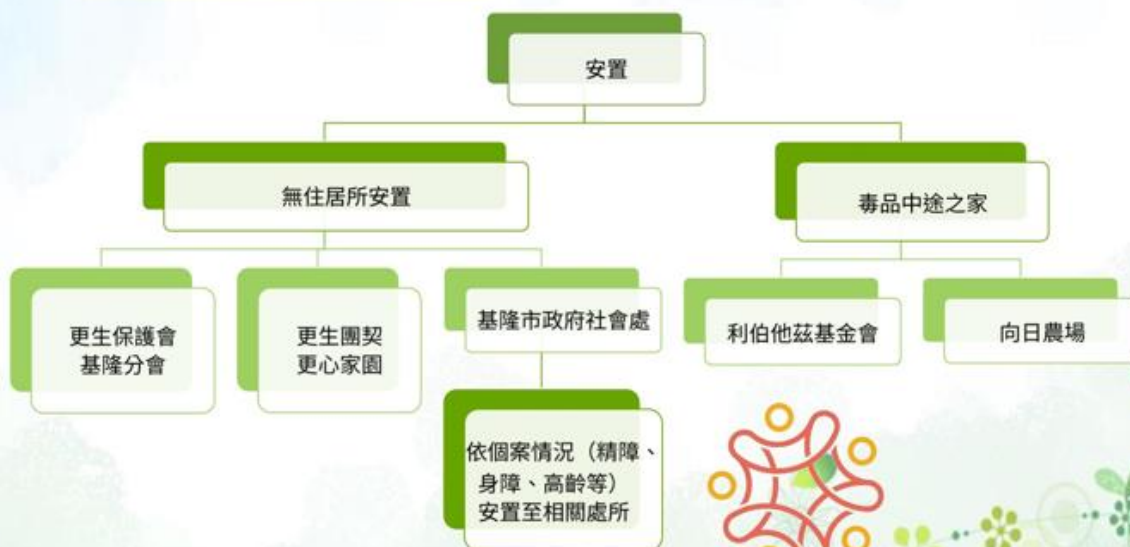 安置
無住居所安置
毒品中途之家
更生保護會
基隆分會
更生團契
更心家園
基隆市政府社會處
利伯他茲基金會
向日農場
依個案情況（精障、
身障、高齡等）
安置至相關處所